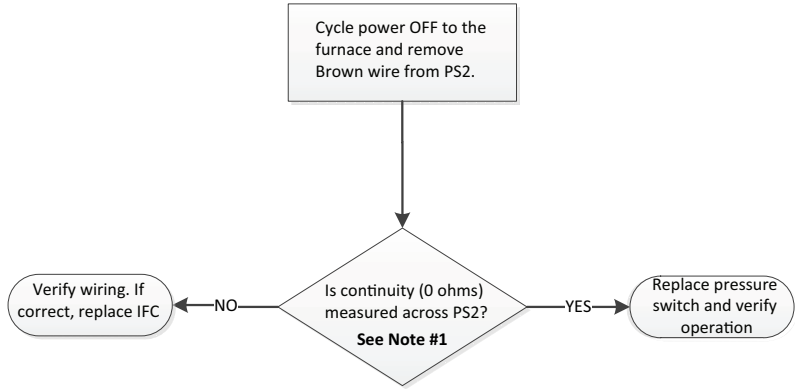 Cycle power OFF to the
furnace and remove
Brown wire from PS2.
Is continuity (0 ohms)
measured across PS2?
See Note #1
NO
YES
Verify wiring. If
correct, replace IFC
Replace pressure
switch and verify
operation